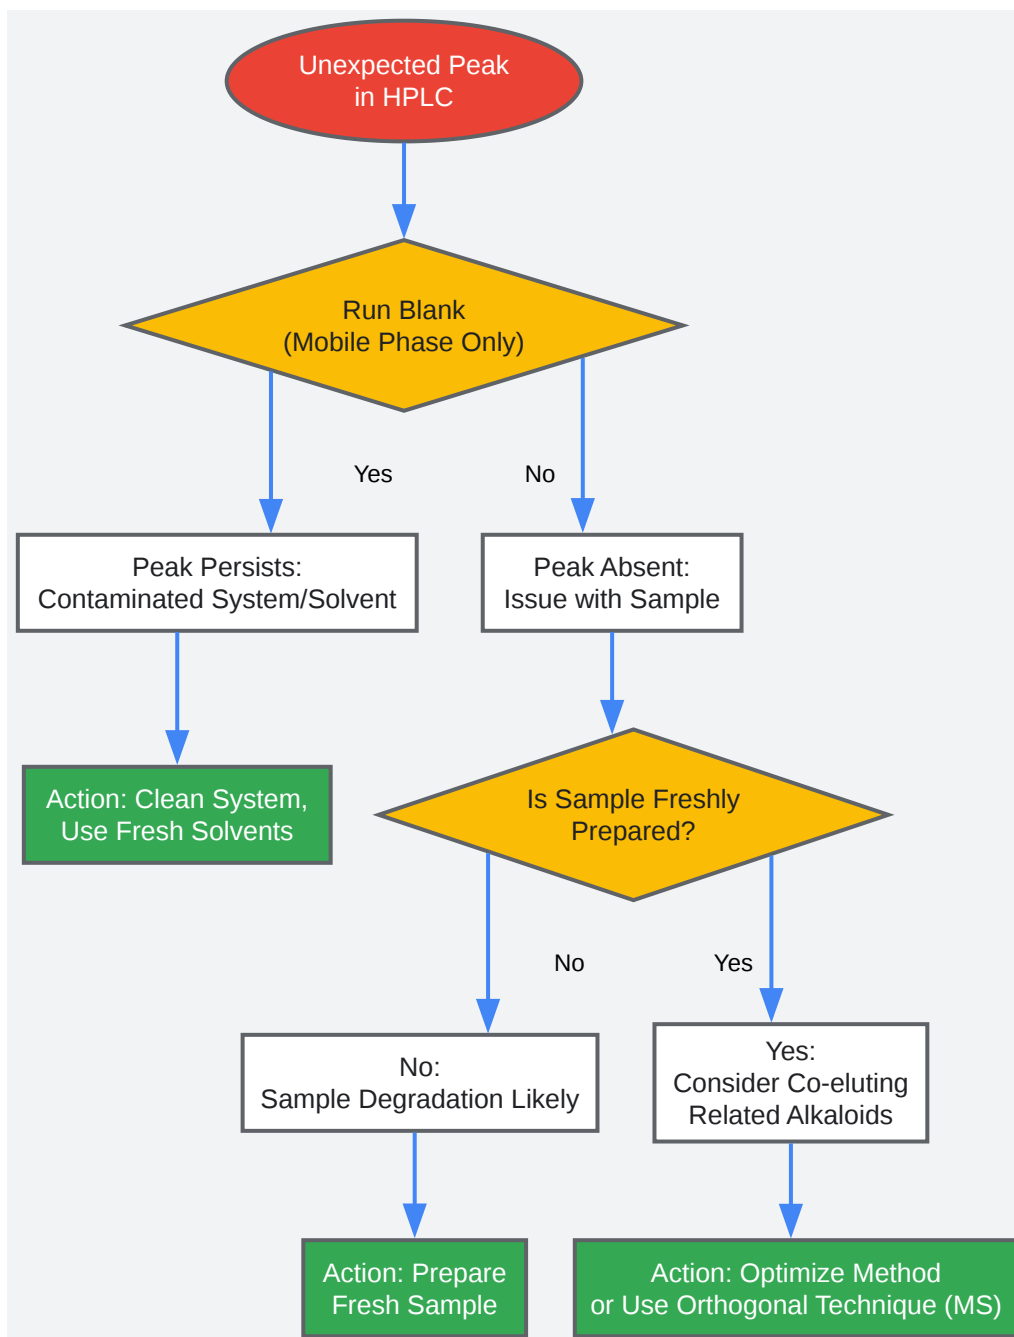 Unexpected Peak
in HPLC
Run Blank
(Mobile Phase Only)
Yes
No
Peak Persists:
Contaminated System/Solvent
Peak Absent:
Issue with Sample
Action: Clean System,
Use Fresh Solvents
Is Sample Freshly
Prepared?
No
Yes
No:
Sample Degradation Likely
Yes:
Consider Co-eluting
Related Alkaloids
Action: Prepare
Fresh Sample
Action: Optimize Method
or Use Orthogonal Technique (MS)